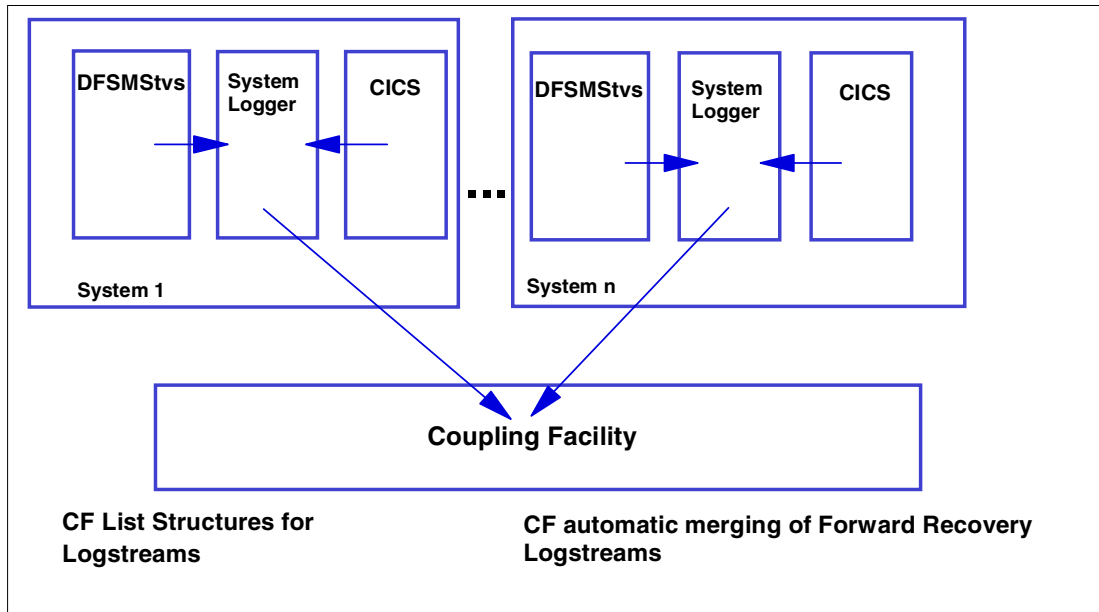 DFSMStvs
System
Logger
CICS
System 1
...
DFSMStvs
System
Logger
CICS
System n
Coupling Facility
CF List Structures for
Logstreams
CF automatic merging of Forward Recovery
Logstreams